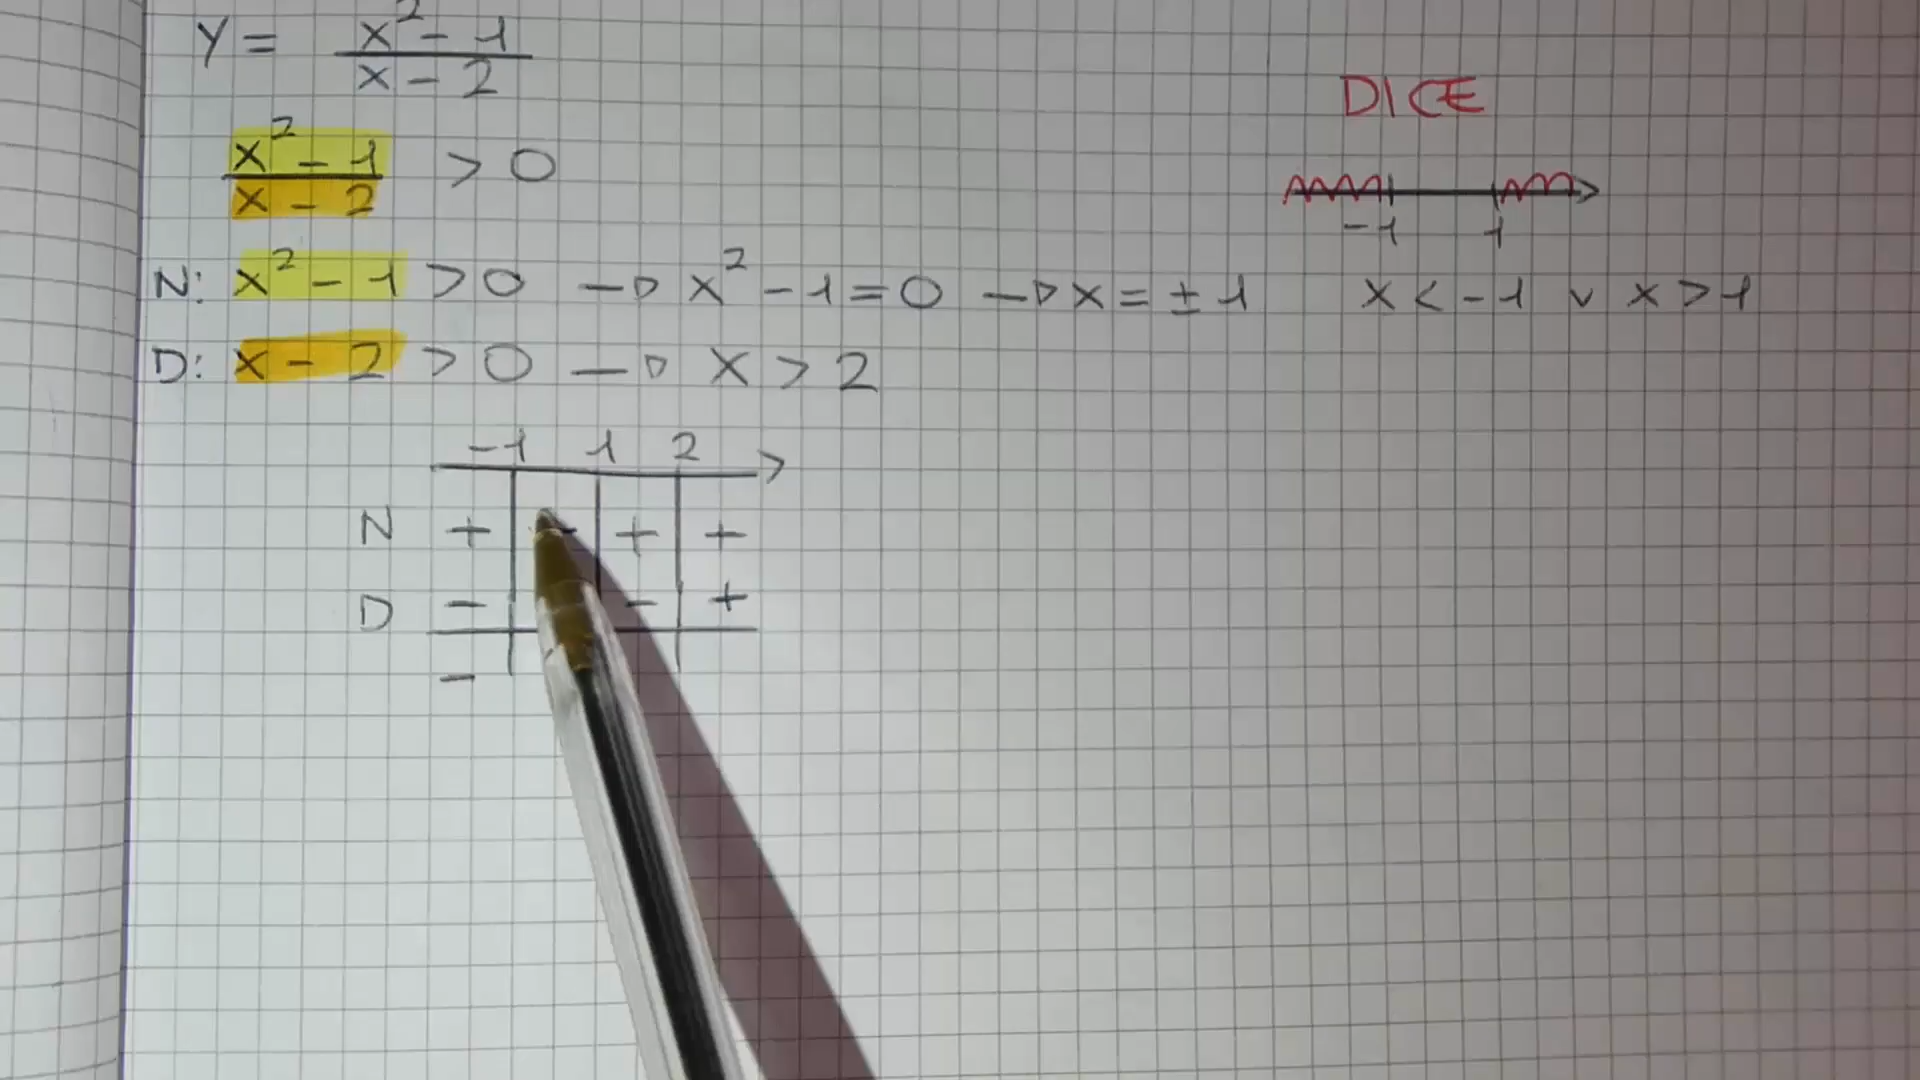 Y = x² - 1 / x - 2
DICE
x² - 1 / x - 2 > 0
-1 1
N: x² - 1 > 0 → x² - 1 = 0 → x = ± 1 x < -1 ∨ x > 1
D: x - 2 > 0 → x > 2
-1 1 2
N + - + +
D - - +
-